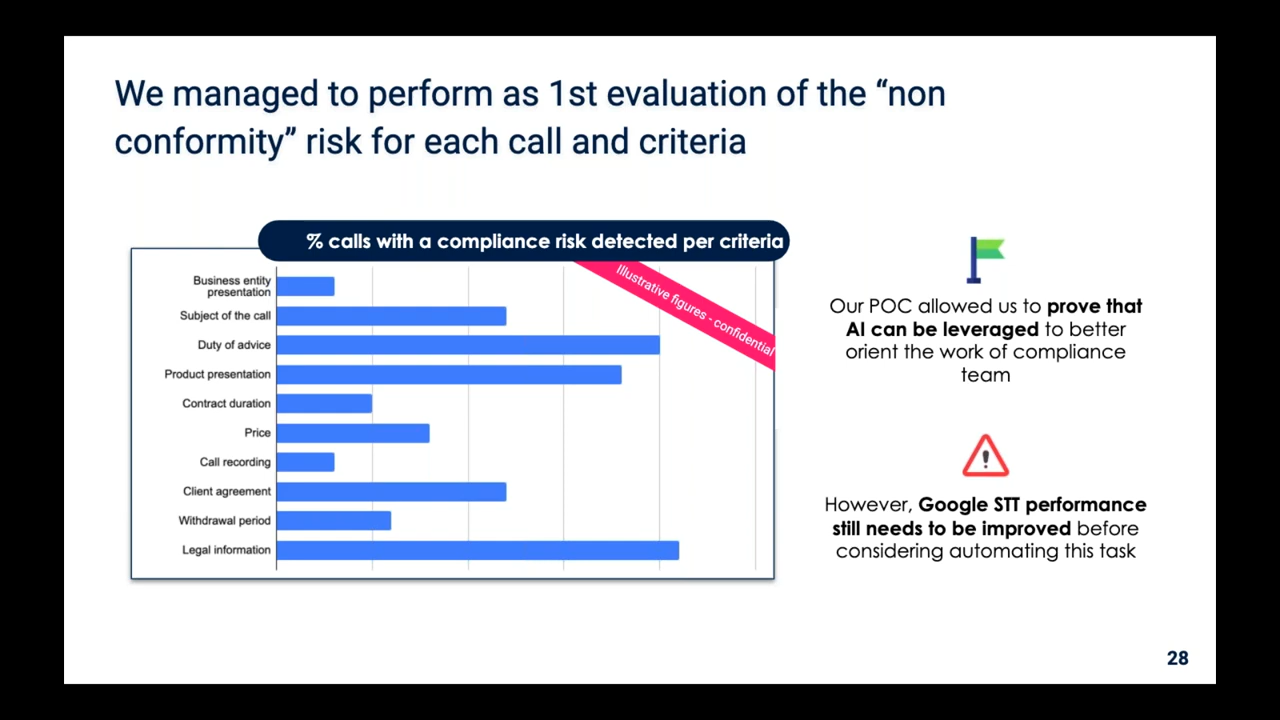 We managed to perform as 1st evaluation of the “non
conformity” risk for each call and criteria
% calls with a compliance risk detected per criteria
Illustrative figures - confidential
Business entity
presentation
Subject of the call
Duty of advice
Product presentation
Contract duration
Price
Call recording
Client agreement
Withdrawal period
Legal information
Our POC allowed us to prove that
AI can be leveraged to better
orient the work of compliance
team
However, Google STT performance
still needs to be improved before
considering automating this task
28